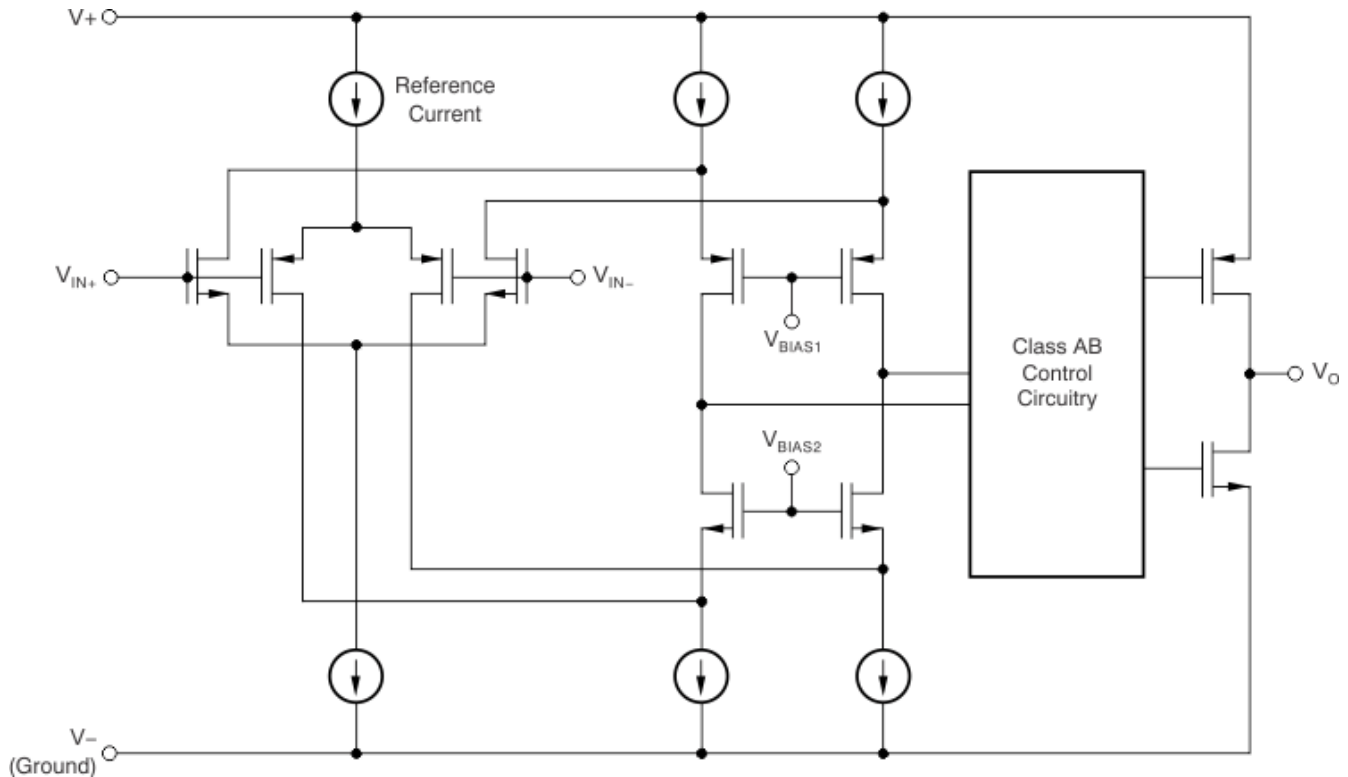 V+
Reference
Current
VIN+
VIN−
VBIAS1
Class AB
Control
Circuitry
VO
VBIAS2
V−
(Ground)